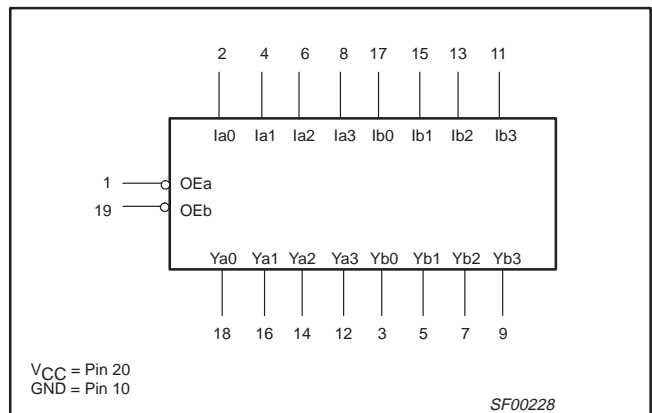 2 4 6 8 17 15 13 11
Ia0 Ia1 Ia2 Ia3 Ib0 Ib1 Ib2 Ib3
1 OEa
19 OEb
Ya0 Ya1 Ya2 Ya3 Yb0 Yb1 Yb2 Yb3
18 16 14 12 3 5 7 9
VCC = Pin 20
GND = Pin 10
SF00228